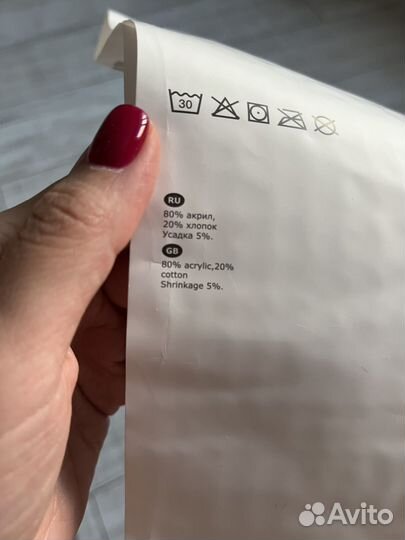 30
RU
80% акрил,
20% хлопок
Усадка 5%.
GB
80% acrylic,20%
cotton
Shrinkage 5%.
Avito